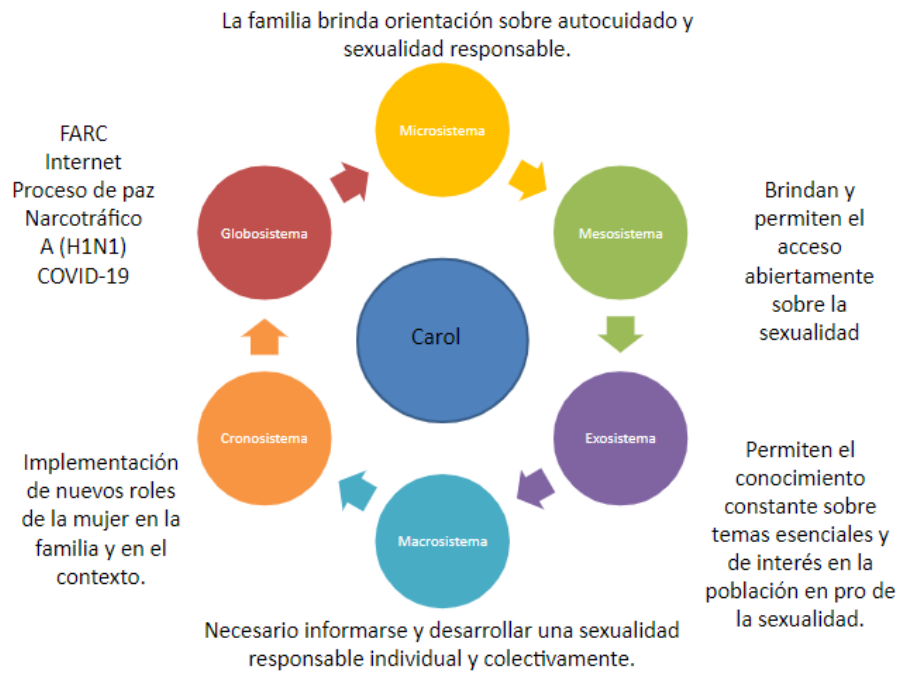 La familia brinda orientación sobre autocuidado y
sexualidad responsable.
Microsistema
FARC
Internet
Proceso de paz
Narcotráfico
A (H1N1)
COVID-19
Globosistema
Mesosistema
Brindan y
permiten el
acceso
abiertamente
sobre la
sexualidad
Carol
Cronosistema
Exosistema
Implementación
de nuevos roles
de la mujer en la
familia y en el
contexto.
Permiten el
conocimiento
constante sobre
temas esenciales y
de interés en la
población en pro de
la sexualidad.
Macrosistema
Necesario informarse y desarrollar una sexualidad
responsable individual y colectivamente.